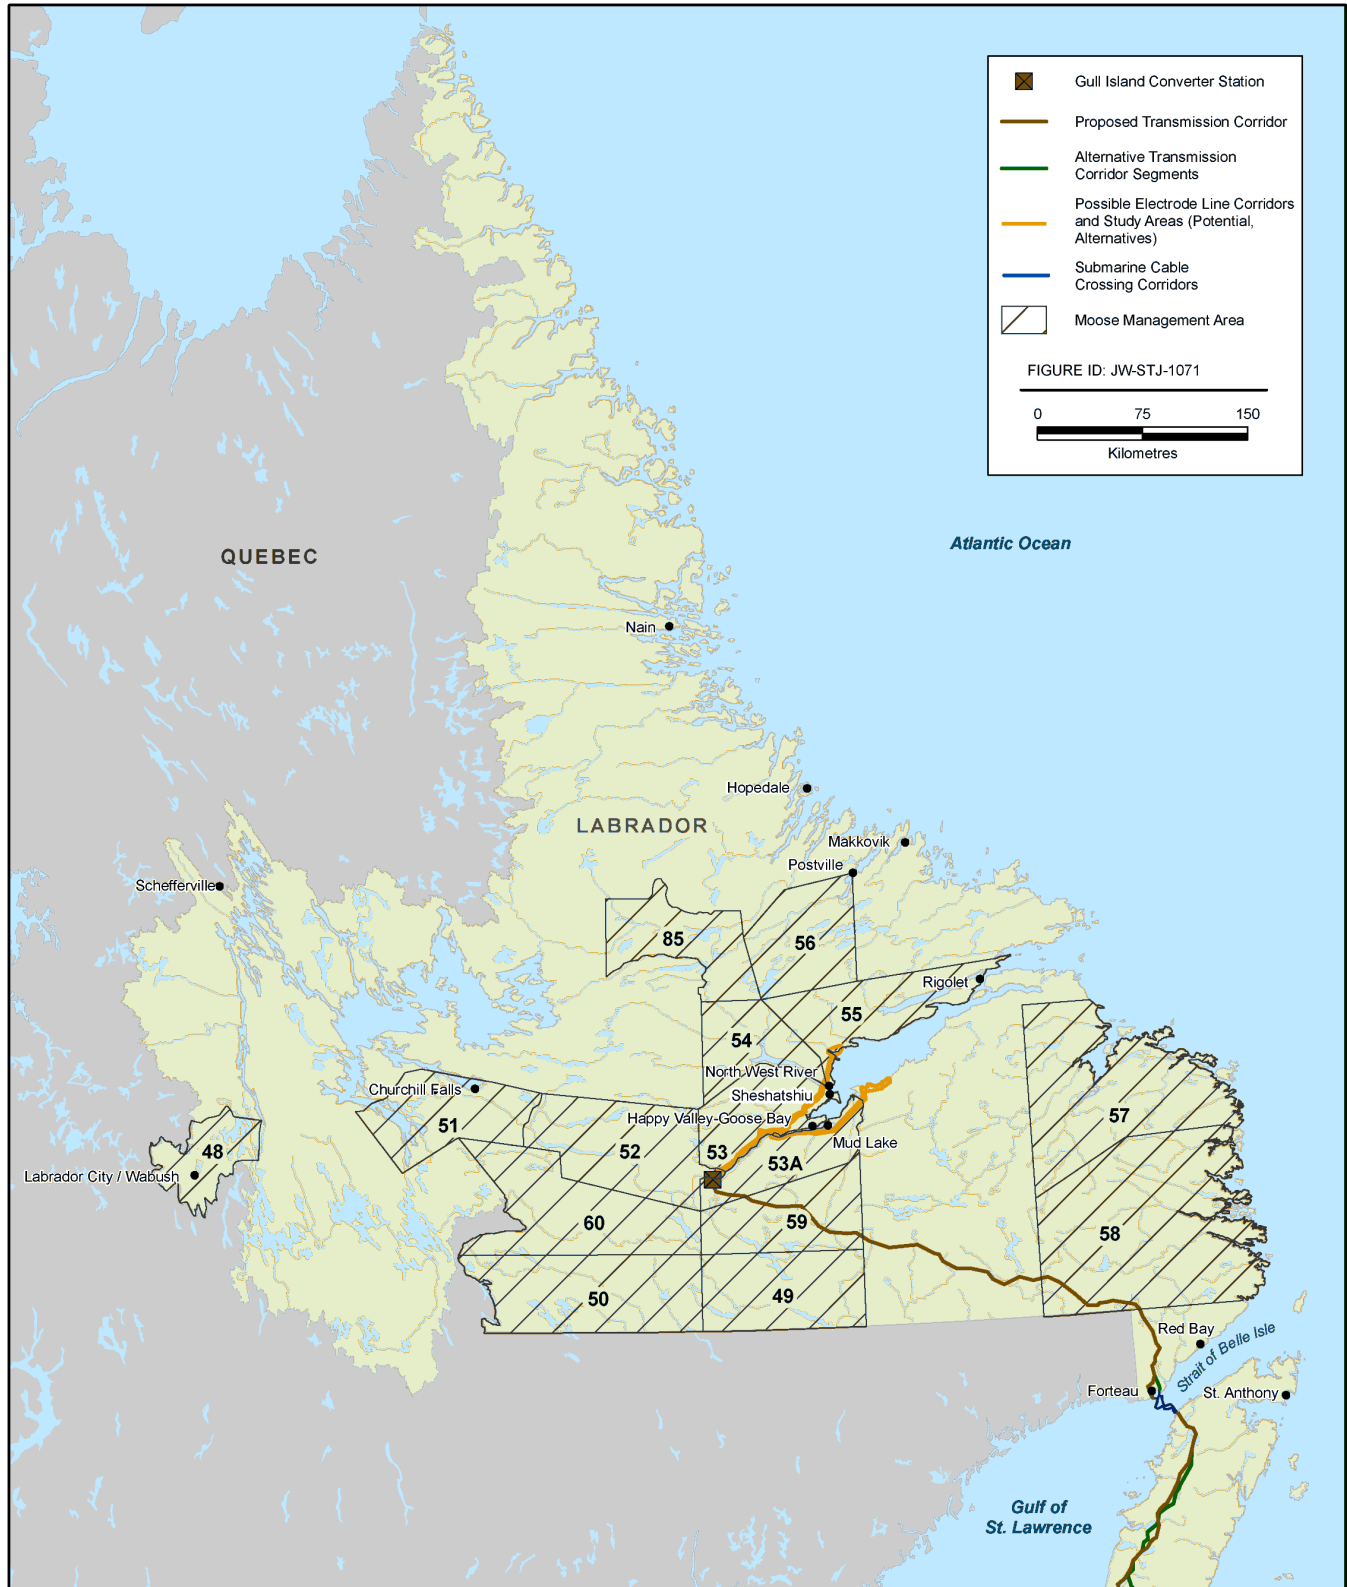 Gull Island Converter Station
Proposed Transmission Corridor
Alternative Transmission
Corridor Segments
Possible Electrode Line Corridors
and Study Areas (Potential,
Alternatives)
Submarine Cable
Crossing Corridors
Moose Management Area
FIGURE ID: JW-STJ-1071
0 75 150
Kilometres
Atlantic Ocean
QUEBEC
Nain
Hopedale
LABRADOR
Makkovik
Postville
Schefferville
85
56
Rigolet
55
54
North West River
Churchill Falls
Sheshatshiu
Happy Valley-Goose Bay
57
51
Mud Lake
48
52
53
53A
Labrador City / Wabush
60
59
58
50
49
Red Bay
Strait of Belle Isle
Forteau
St. Anthony
Gulf of
St. Lawrence